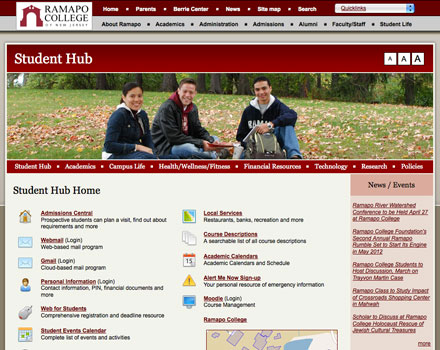 RAMAPO
COLLEGE
OF NEW JERSEY
Home Parents Berrie Center News Site map Search Quicklinks
About Ramapo Academics Administration Admissions Alumni Faculty/Staff Student Life
Student Hub
A A A
Student Hub Academics Campus Life Health/Wellness/Fitness Financial Resources Technology Research Policies
Student Hub Home
Admissions Central
Prospective students can plan a visit, find out about
requirements and more
Webmail (Login)
Web-based mail program
Gmail (Login)
Cloud-based mail program
Personal Information (Login)
Contact information, PIN, financial documents and
more
Web for Students
Comprehensive registration and deadline resource
Student Events Calendar
Complete list of events and activities
Local Services
Restaurants, banks, recreation and more
Course Descriptions
A searchable list of all course descriptions
15
Academic Calendars
Academic Calendars and Schedule
Alert Me Now Sign-up
Your personal resource of emergency information
Moodle (Login)
Course Management
Ramapo College
News / Events
Ramapo River Watershed
Conference to be Held April 27
at Ramapo College
Ramapo College Foundation's
Second Annual Ramapo
Rumble Set to Start its Engine
in May 2012
Ramapo College Students to
Host Discussion, March on
Trayvon Martin Case
Ramapo Class to Study Impact
of Crossroads Shopping Center
in Mahwah
Scholar to Discuss at Ramapo
College Holocaust Rescue of
Jewish Cultural Treasures
more